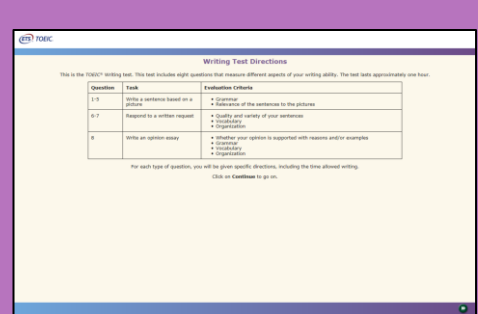 ETS TOEIC
Writing Test Directions
This is the TOEIC® Writing test. This test includes eight questions that measure different aspects of your writing ability. The test lasts approximately one hour.
Question Task Evaluation Criteria
1-5 Write a sentence based on a picture
• Grammar
• Relevance of the sentences to the pictures
6-7 Respond to a written request
• Quality and variety of your sentences
• Vocabulary
• Organization
8 Write an opinion essay
• Whether your opinion is supported with reasons and/or examples
• Grammar
• Vocabulary
• Organization
For each type of question, you will be given specific directions, including the time allowed writing.
Click on Continue to go on.